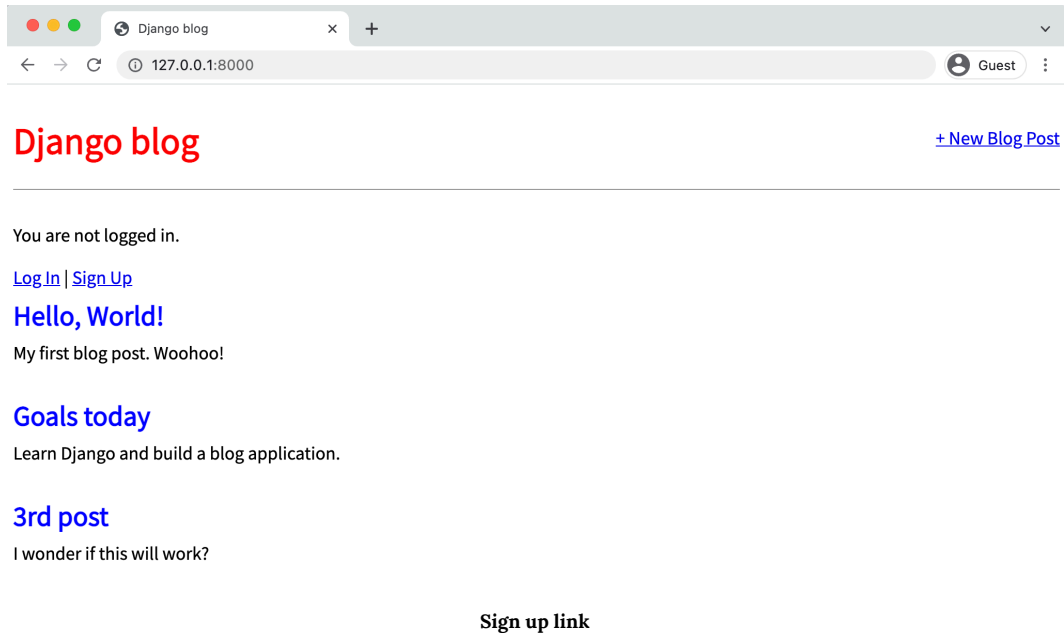 Django blog
127.0.0.1:8000
Guest
Django blog
+ New Blog Post
You are not logged in.
Log In | Sign Up
Hello, World!
My first blog post. Woohoo!
Goals today
Learn Django and build a blog application.
3rd post
I wonder if this will work?
Sign up link